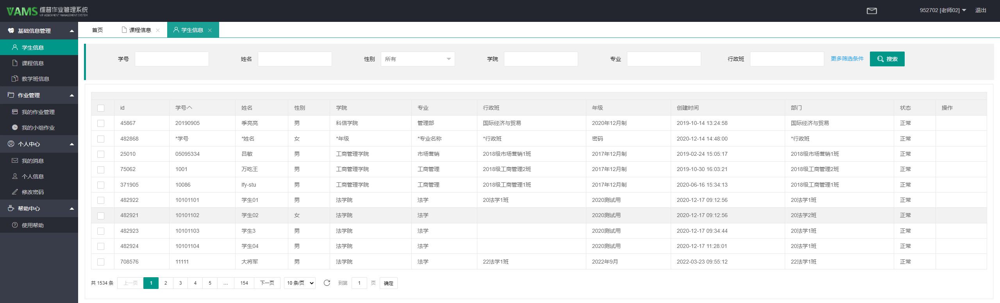 VAMS 维普作业管理系统
VIP ASSIGNMENT MANAGEMENT SYSTEM
952702 [老师02] 退出
基础信息管理
学生信息
课程信息
教学班信息
作业管理
我的作业管理
我的小组作业
个人中心
我的消息
个人信息
修改密码
帮助中心
使用帮助
首页 课程信息 学生信息
学号 姓名 性别 所有 学院 专业 行政班 更多筛选条件 搜索
id 学号 姓名 性别 学院 专业 行政班 年级 创建时间 部门 状态 操作
45867 20190905 季亮亮 男 科信学院 管理部 国际经济与贸易 2020年12月制 2019-10-14 13:24:58 国际经济与贸易 正常
482868 *学号 *姓名 女 *年级 *专业名称 *行政班 密码 2020-12-14 14:48:00 *行政班 正常
25010 05095334 吕敏 男 工商管理学院 市场营销 2018级市场营销1班 2017年12月制 2019-02-24 15:05:17 2018级市场营销1班 正常
75062 1001 万吃王 男 工商管理学院 工商管理 2018级工商管理2班 2017年12月制 2019-10-30 16:03:21 2018级工商管理2班 正常
371905 10086 lfy-stu 男 工商管理学院 工商管理 2018级工商管理1班 2017年12月制 2020-06-16 15:34:13 2018级工商管理1班 正常
482922 10101101 学生01 男 法学院 法学 20法学1班 2020测试用 2020-12-17 09:12:56 20法学1班 正常
482921 10101102 学生02 女 法学院 法学 2020测试用 2020-12-17 09:12:56 20法学2班 正常
482923 10101103 学生3 男 法学院 法学 2020测试用 2020-12-17 09:34:44 20法学1班 正常
482924 10101104 学生04 男 法学院 法学 2020测试用 2020-12-17 11:28:01 20法学1班 正常
708576 11111 大将军 男 法学院 法学 22法学1班 2022年9月 2022-03-23 09:55:12 22法学1班 正常
共 1534 条 上一页 1 2 3 4 5 … 154 下一页 10 条/页 到第 1 页 确定